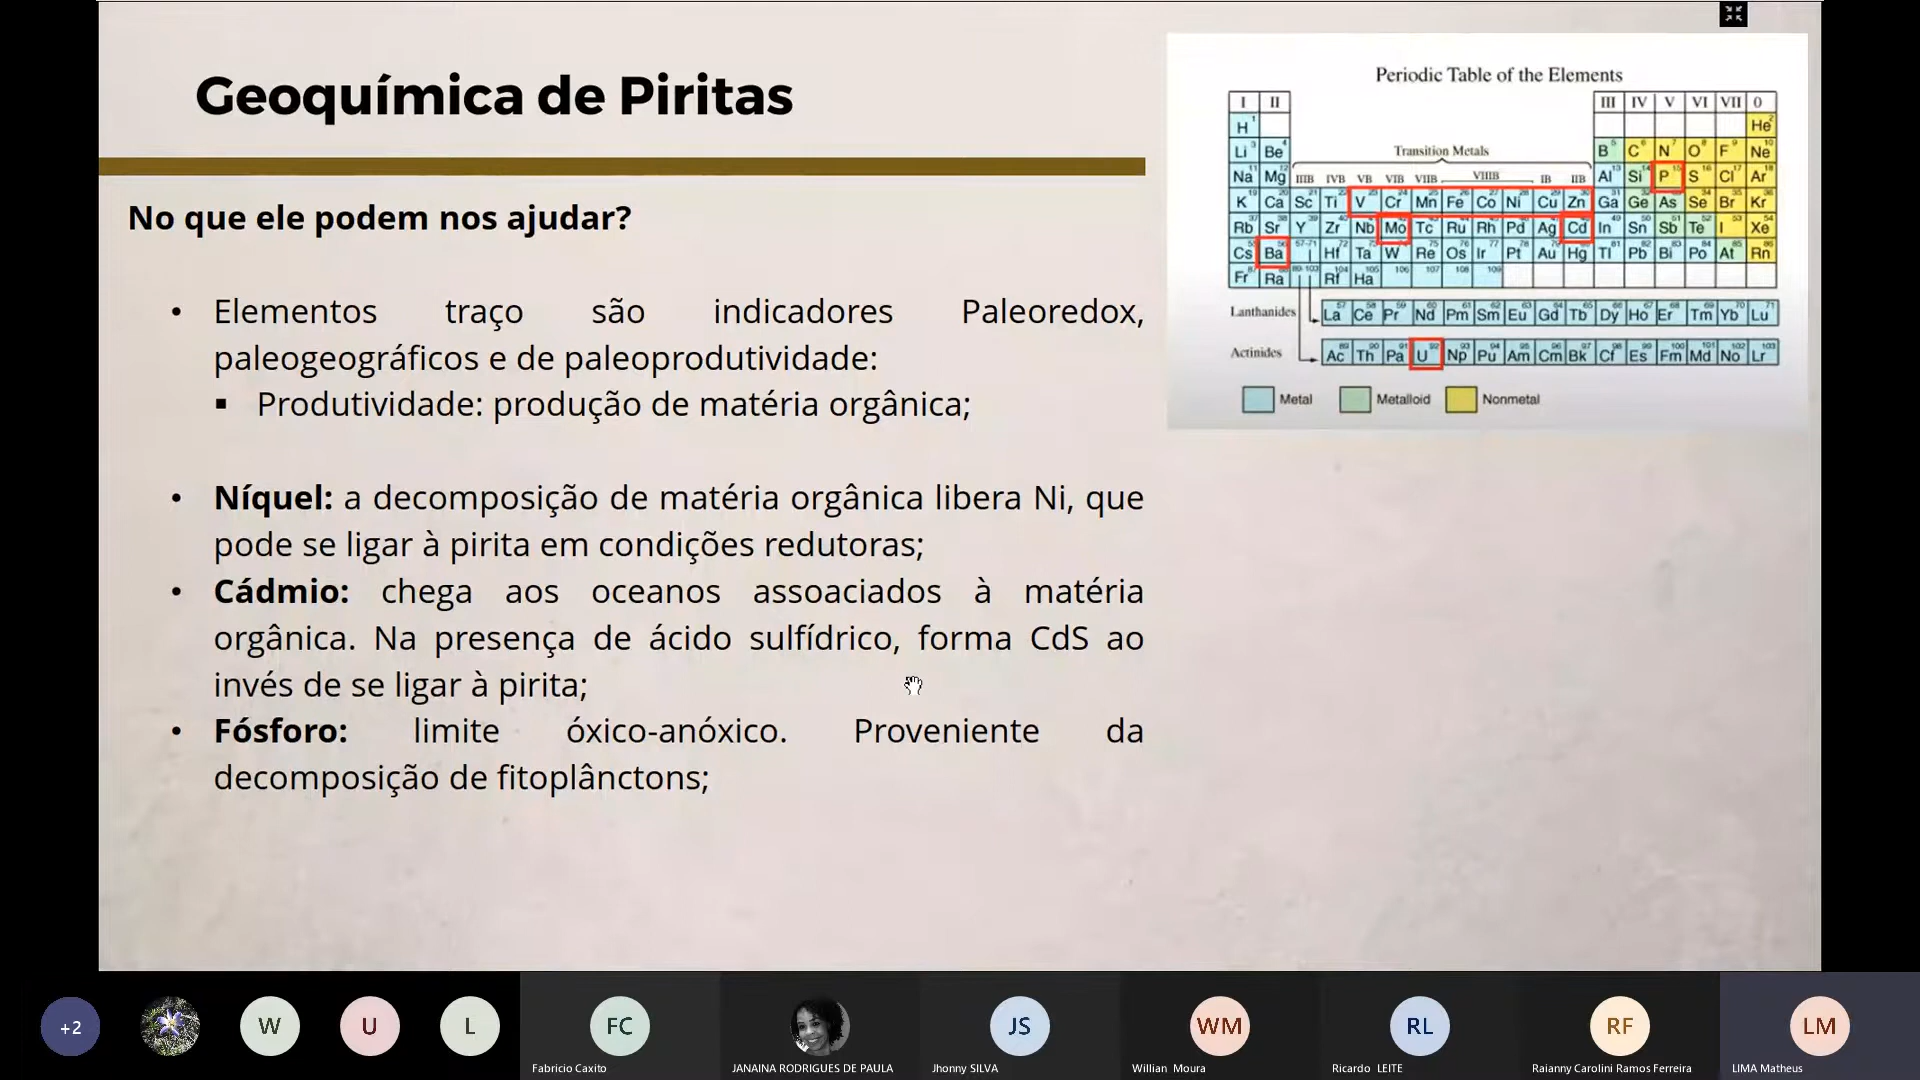 Geoquímica de Piritas
No que ele podem nos ajudar?
• Elementos traço são indicadores Paleoredox,
paleogeográficos e de paleoprodutividade:
▪ Produtividade: produção de matéria orgânica;
• Níquel: a decomposição de matéria orgânica libera Ni, que
pode se ligar à pirita em condições redutoras;
• Cádmio: chega aos oceanos assoaciados à matéria
orgânica. Na presença de ácido sulfídrico, forma CdS ao
invés de se ligar à pirita;
• Fósforo: limite óxico-anóxico. Proveniente da
decomposição de fitoplânctons;
Periodic Table of the Elements
I II III IV V VI VII 0
H He
Li Be Transition Metals B C N O F Ne
Na Mg IIIB IVB VB VIB VIIB VIIIB IB IIB Al Si P S Cl Ar
K Ca Sc Ti V Cr Mn Fe Co Ni Cu Zn Ga Ge As Se Br Kr
Rb Sr Y Zr Nb Mo Tc Ru Rh Pd Ag Cd In Sn Sb Te I Xe
Cs Ba 57-71 Hf Ta W Re Os Ir Pt Au Hg Tl Pb Bi Po At Rn
Fr Ra 89-103 Rf Ha 106 107 108 109
Lanthanides La Ce Pr Nd Pm Sm Eu Gd Tb Dy Ho Er Tm Yb Lu
Actinides Ac Th Pa U Np Pu Am Cm Bk Cf Es Fm Md No Lr
Metal Metalloid Nonmetal
+2 W U L FC JS WM RL RF LM
Fabricio Caxito JANAINA RODRIGUES DE PAULA Jhonny SILVA Willian Moura Ricardo LEITE Raianny Carolini Ramos Ferreira LIMA Matheus